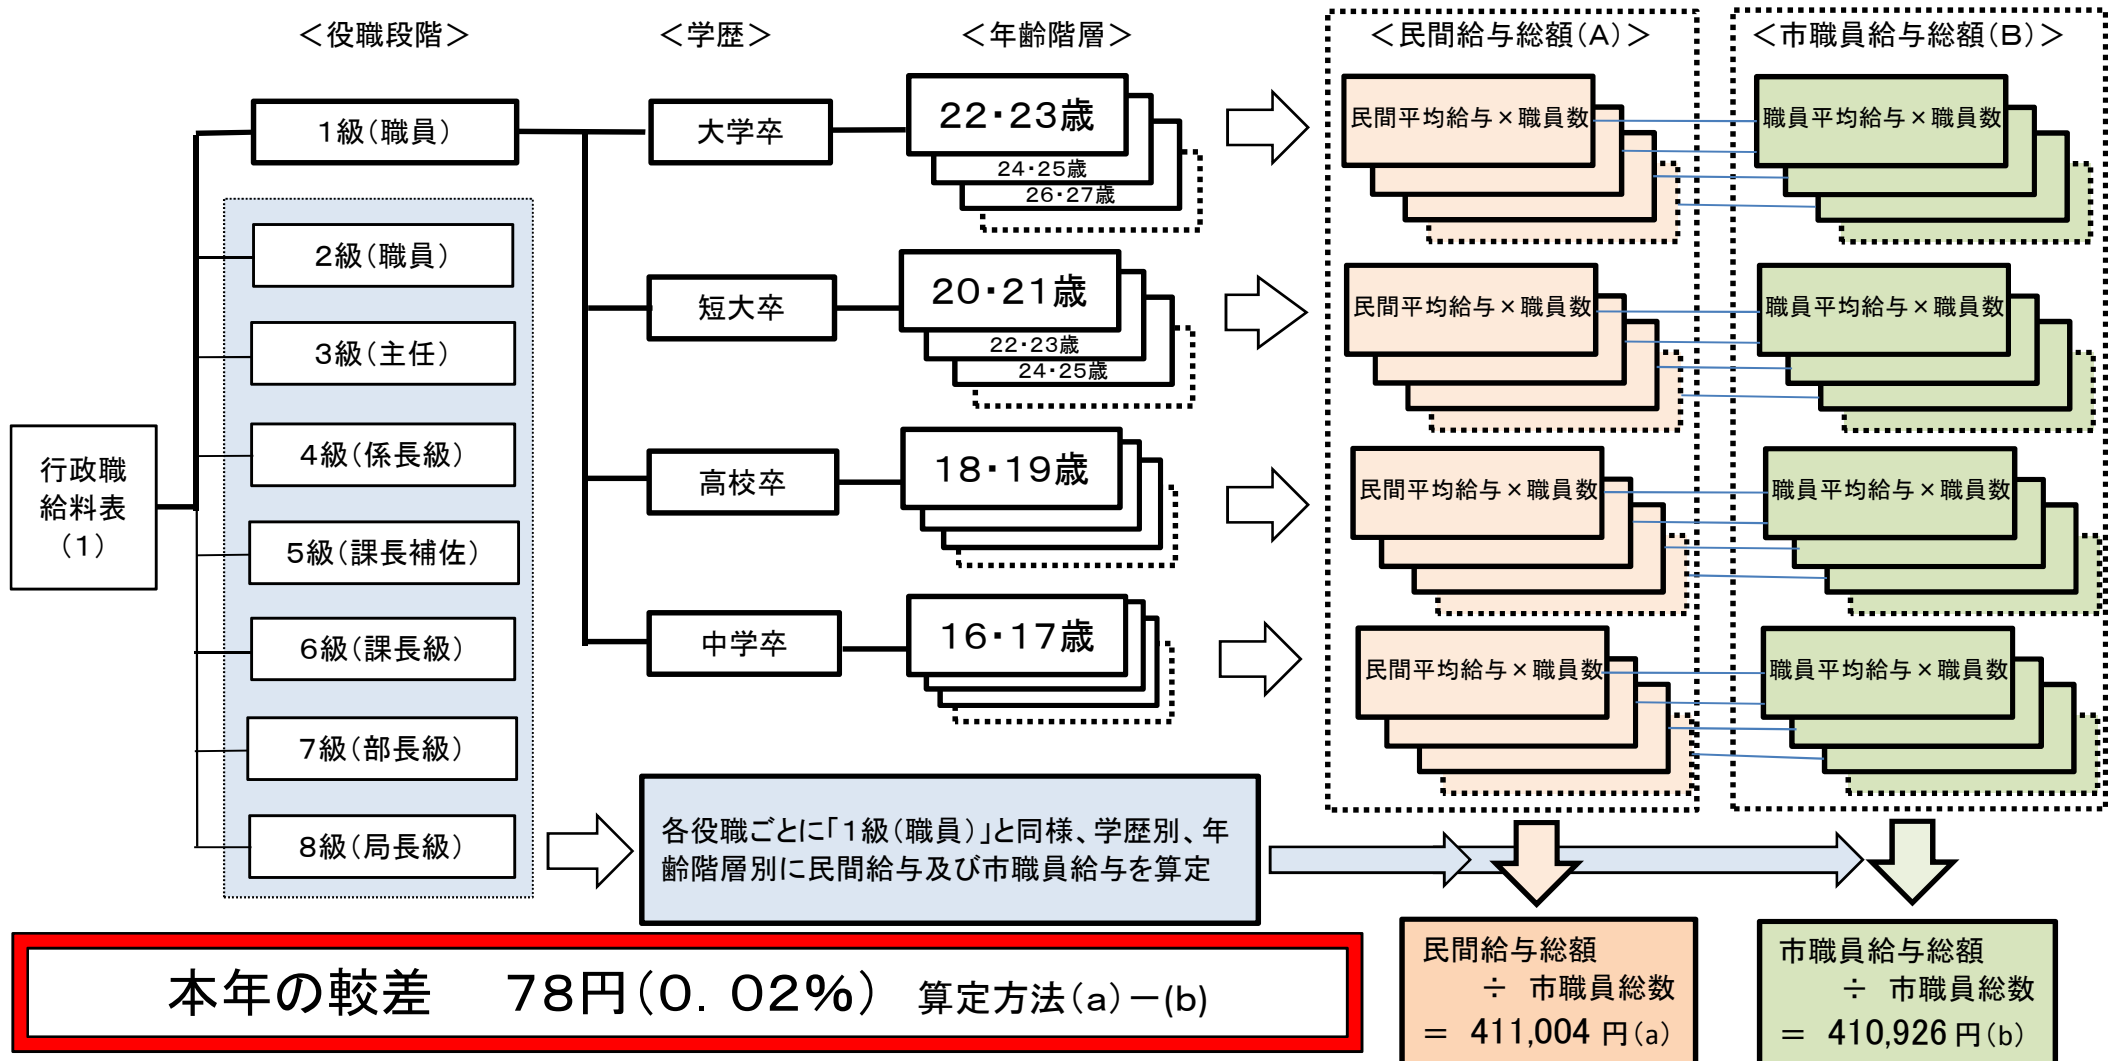 ＜役職段階＞
＜学歴＞
＜年齢階層＞
＜民間給与総額(A)＞
＜市職員給与総額(B)＞
行政職
給料表
(1)
1級(職員)
2級(職員)
3級(主任)
4級(係長級)
5級(課長補佐)
6級(課長級)
7級(部長級)
8級(局長級)
大学卒
22・23歳
24・25歳
26・27歳
民間平均給与×職員数
職員平均給与×職員数
短大卒
20・21歳
22・23歳
24・25歳
民間平均給与×職員数
職員平均給与×職員数
高校卒
18・19歳
民間平均給与×職員数
職員平均給与×職員数
中学卒
16・17歳
民間平均給与×職員数
職員平均給与×職員数
各役職ごとに「1級(職員)」と同様、学歴別、年
齢階層別に民間給与及び市職員給与を算定
本年の較差　78円(0．02％) 算定方法(a)－(b)
民間給与総額
÷ 市職員総数
＝ 411,004 円(a)
市職員給与総額
÷ 市職員総数
＝ 410,926 円(b)